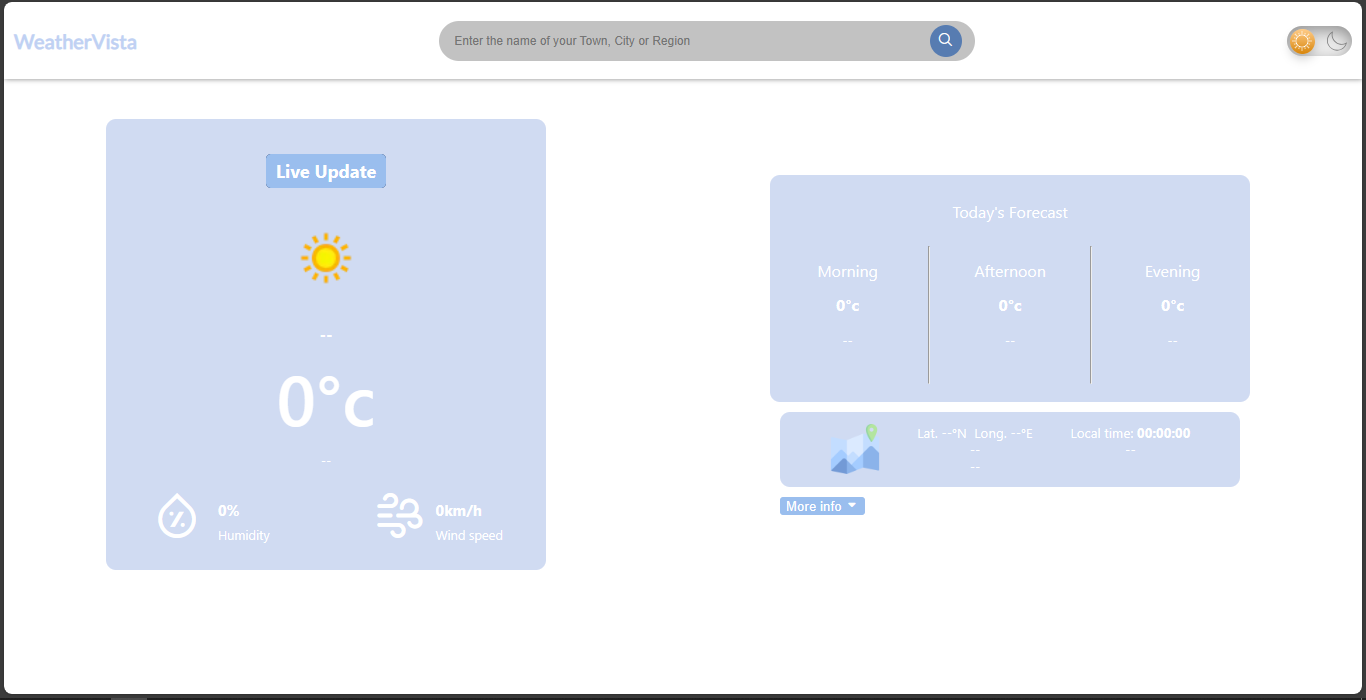 WeatherVista
Enter the name of your Town, City or Region
Live Update
--
0°c
--
0%
Humidity
0km/h
Wind speed
Today's Forecast
Morning
0°c
--
Afternoon
0°c
--
Evening
0°c
--
Lat. --°N Long. --°E
--
--
Local time: 00:00:00
--
More info